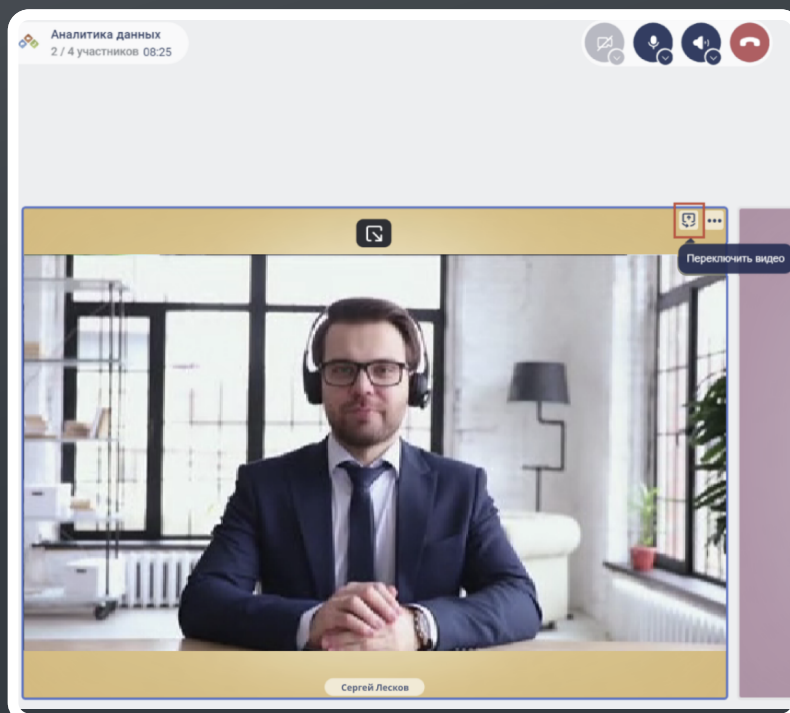 Аналитика данных
2 / 4 участников 08:25
Переключить видео
Сергей Лесков